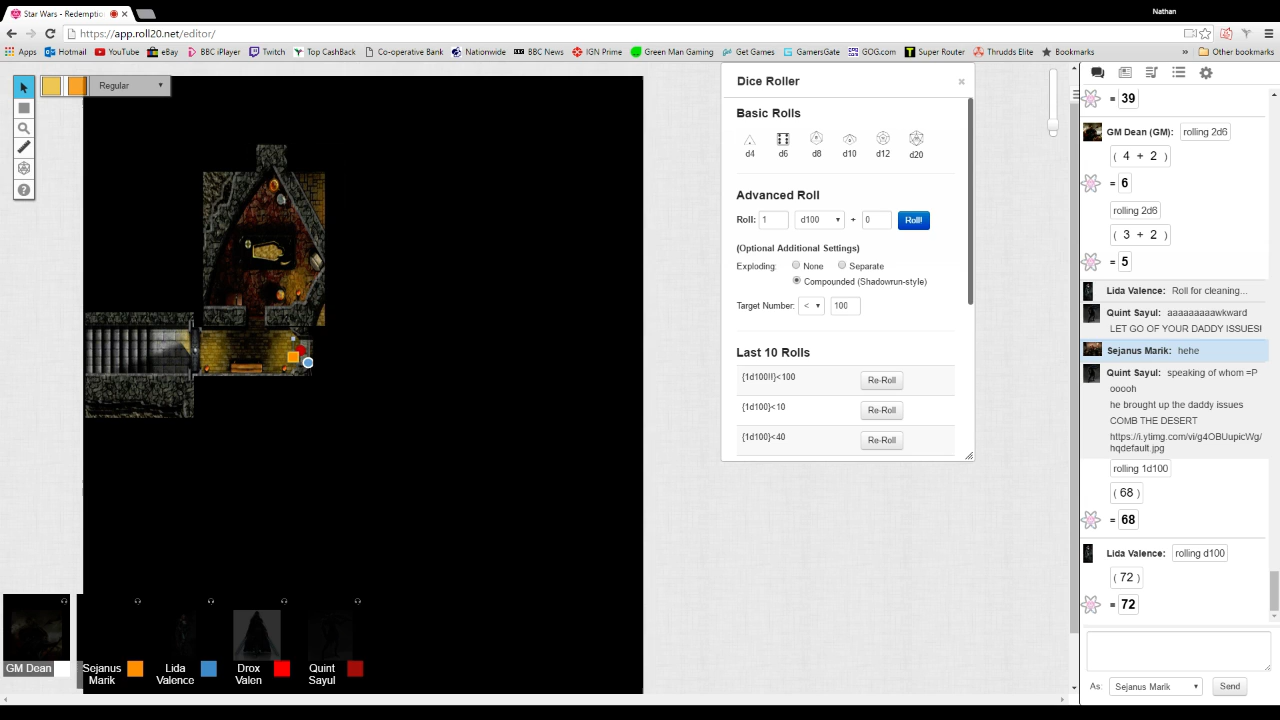 Star Wars - Redemptio
Nathan
https://app.roll20.net/editor/
Apps Hotmail YouTube eBay BBC iPlayer Twitch Top CashBack Co-operative Bank Nationwide BBC News IGN Prime Green Man Gaming Get Games GamersGate GOG.com Super Router Thrudds Elite Bookmarks » Other bookmarks
Regular
Dice Roller
Basic Rolls
d4 d6 d8 d10 d12 d20
Advanced Roll
Roll: 1 d100 + 0 Roll!
(Optional Additional Settings)
Exploding: None Separate
Compounded (Shadowrun-style)
Target Number: < 100
Last 10 Rolls
{1d100!!}<100 Re-Roll
{1d100}<10 Re-Roll
{1d100}<40 Re-Roll
= 39
GM Dean (GM): rolling 2d6
( 4 + 2 )
= 6
rolling 2d6
( 3 + 2 )
= 5
Lida Valence: Roll for cleaning...
Quint Sayul: aaaaaaaaawkward
LET GO OF YOUR DADDY ISSUES!
Sejanus Marik: hehe
Quint Sayul: speaking of whom =P
ooooh
he brought up the daddy issues
COMB THE DESERT
https://i.ytimg.com/vi/g4OBUupicWg/
hqdefault.jpg
rolling 1d100
( 68 )
= 68
Lida Valence: rolling d100
( 72 )
= 72
As: Sejanus Marik Send
GM Dean
Sejanus
Marik
Lida
Valence
Drox
Valen
Quint
Sayul